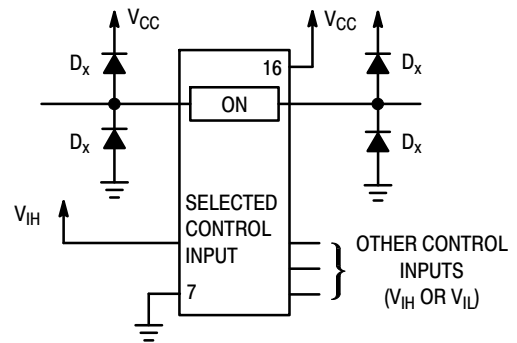 V_CC
V_CC
16
D_x
D_x
ON
D_x
D_x
SELECTED
CONTROL
INPUT
V_IH
OTHER CONTROL
INPUTS
(V_IH OR V_IL)
7